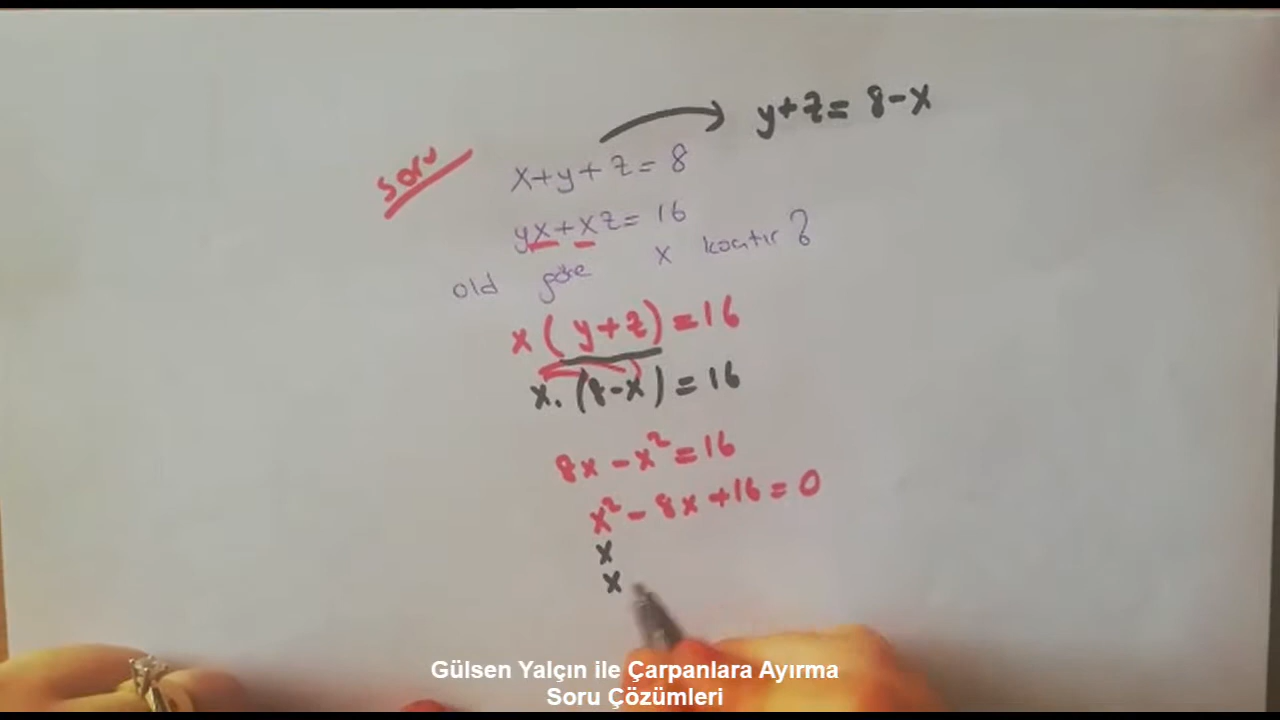 y+z= 8-x
Soru
x+y+z=8
yx+xz=16
old göre x kaçtır?
x(y+z)=16
x.(8-x)=16
8x-x²=16
x²-8x+16=0
x
x
Gülsen Yalçın ile Çarpanlara Ayırma
Soru Çözümleri